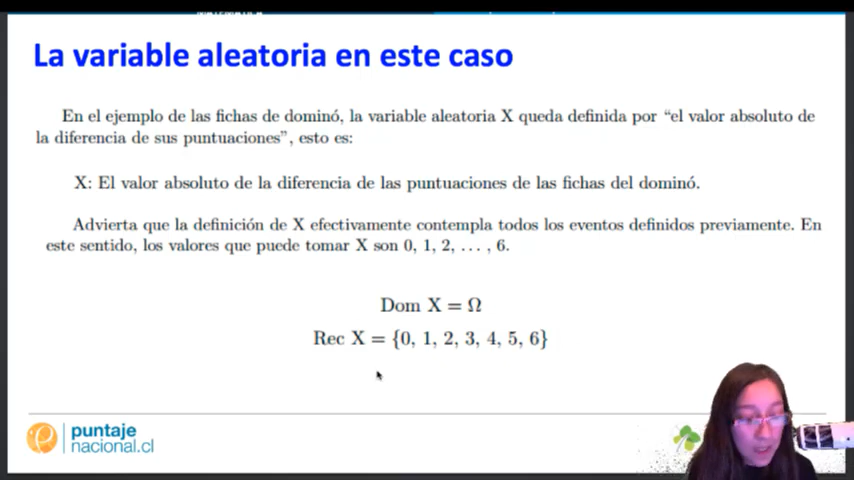 La variable aleatoria en este caso
En el ejemplo de las fichas de dominó, la variable aleatoria X queda definida por “el valor absoluto de
la diferencia de sus puntuaciones”, esto es:
X: El valor absoluto de la diferencia de las puntuaciones de las fichas del dominó.
Advierta que la definición de X efectivamente contempla todos los eventos definidos previamente. En
este sentido, los valores que puede tomar X son 0, 1, 2, . . . , 6.
Dom X = Ω
Rec X = {0, 1, 2, 3, 4, 5, 6}
puntaje
nacional.cl